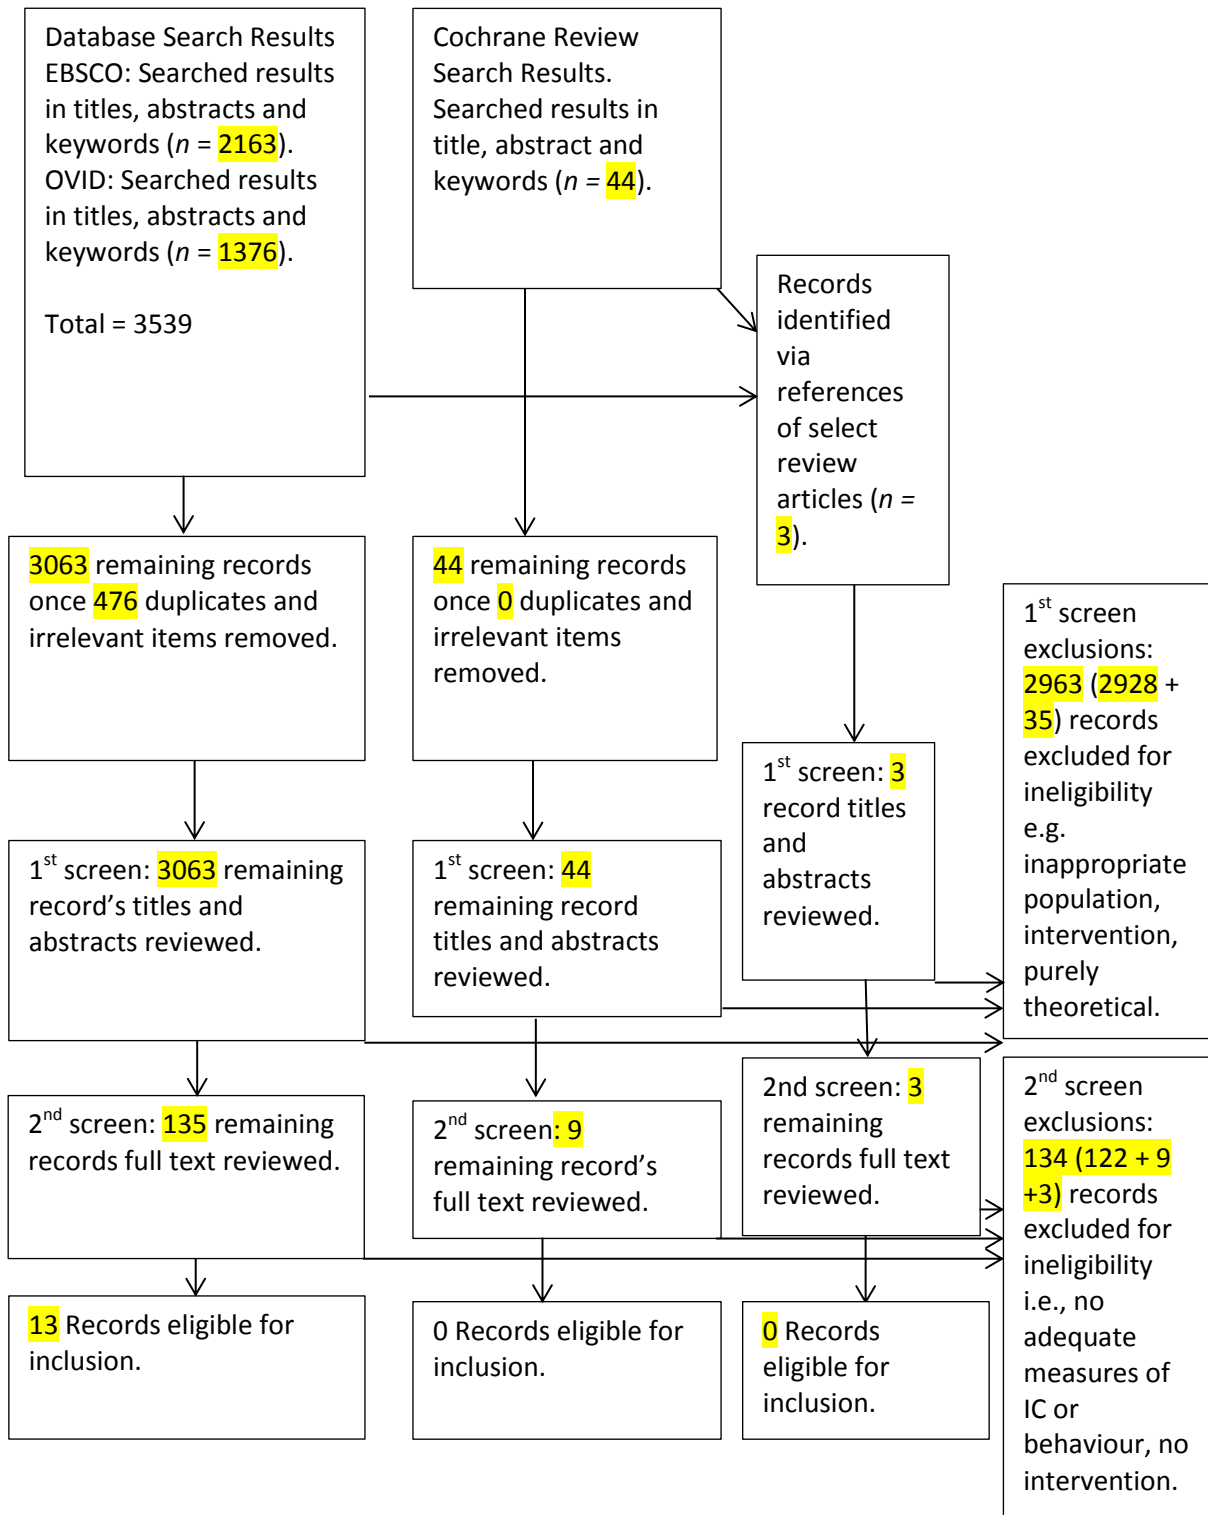 Database Search Results
EBSCO: Searched results
in titles, abstracts and
keywords (n = 2163).
OVID: Searched results
in titles, abstracts and
keywords (n = 1376).
Total = 3539
Cochrane Review
Search Results.
Searched results in
title, abstract and
keywords (n = 44).
Records
identified
via
references
of select
review
articles (n =
3).
3063 remaining records
once 476 duplicates and
irrelevant items removed.
44 remaining records
once 0 duplicates and
irrelevant items
removed.
1st screen: 3
record titles
and
abstracts
reviewed.
1st screen
exclusions:
2963 (2928 +
35) records
excluded for
ineligibility
e.g.
inappropriate
population,
intervention,
purely
theoretical.
1st screen: 3063 remaining
record’s titles and
abstracts reviewed.
1st screen: 44
remaining record
titles and abstracts
reviewed.
2nd screen: 135 remaining
records full text reviewed.
2nd screen: 9
remaining record’s
full text reviewed.
2nd screen: 3
remaining
records full text
reviewed.
2nd screen
exclusions:
134 (122 + 9
+3) records
excluded for
ineligibility
i.e., no
adequate
measures of
IC or
behaviour, no
intervention.
13 Records eligible for
inclusion.
0 Records eligible for
inclusion.
0 Records
eligible for
inclusion.